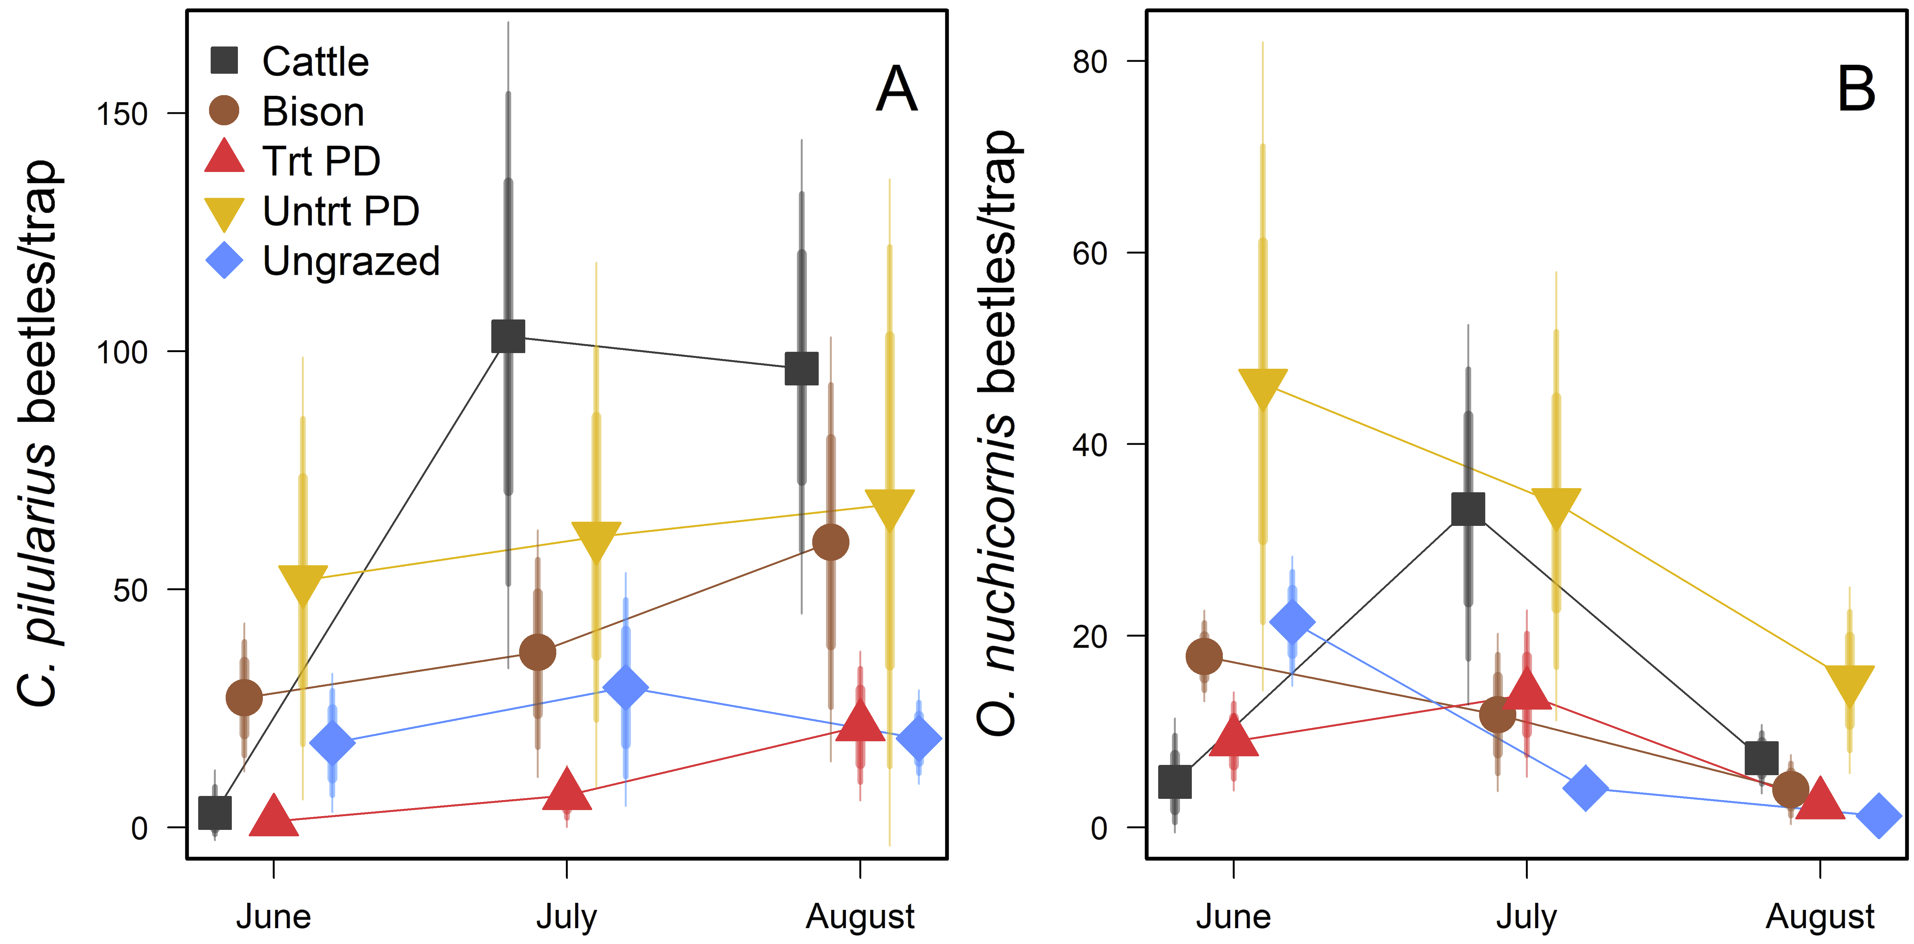 C. pilularius beetles/trap
150
100
50
0
Cattle
Bison
Trt PD
Untrt PD
Ungrazed
A
June July August
O. nuchicornis beetles/trap
80
60
40
20
0
B
June July August